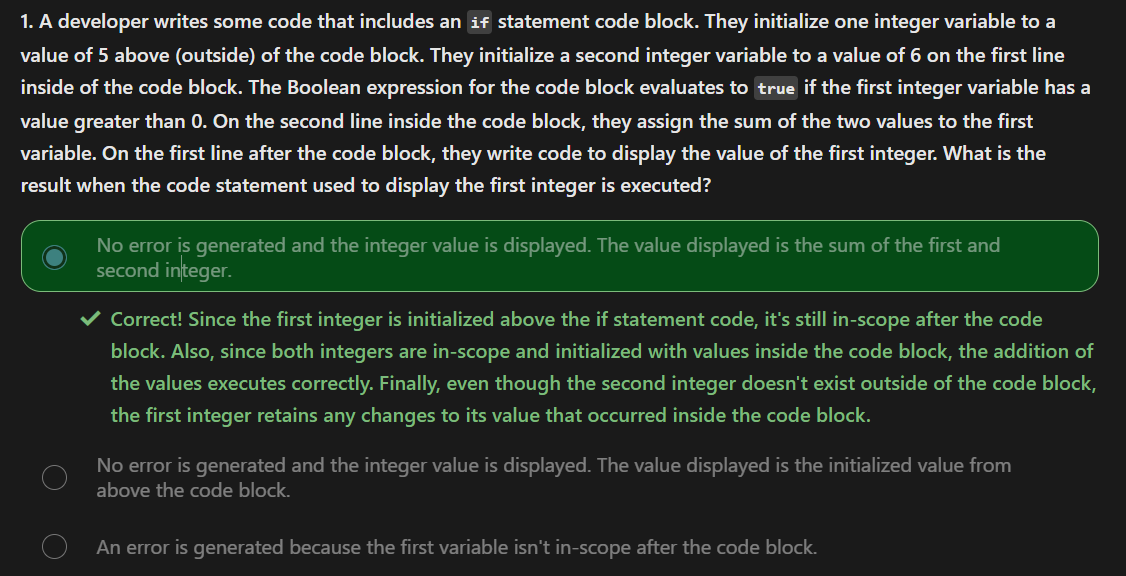 1. A developer writes some code that includes an if statement code block. They initialize one integer variable to a
value of 5 above (outside) of the code block. They initialize a second integer variable to a value of 6 on the first line
inside of the code block. The Boolean expression for the code block evaluates to true if the first integer variable has a
value greater than 0. On the second line inside the code block, they assign the sum of the two values to the first
variable. On the first line after the code block, they write code to display the value of the first integer. What is the
result when the code statement used to display the first integer is executed?
No error is generated and the integer value is displayed. The value displayed is the sum of the first and
second integer.
Correct! Since the first integer is initialized above the if statement code, it's still in-scope after the code
block. Also, since both integers are in-scope and initialized with values inside the code block, the addition of
the values executes correctly. Finally, even though the second integer doesn't exist outside of the code block,
the first integer retains any changes to its value that occurred inside the code block.
No error is generated and the integer value is displayed. The value displayed is the initialized value from
above the code block.
An error is generated because the first variable isn't in-scope after the code block.